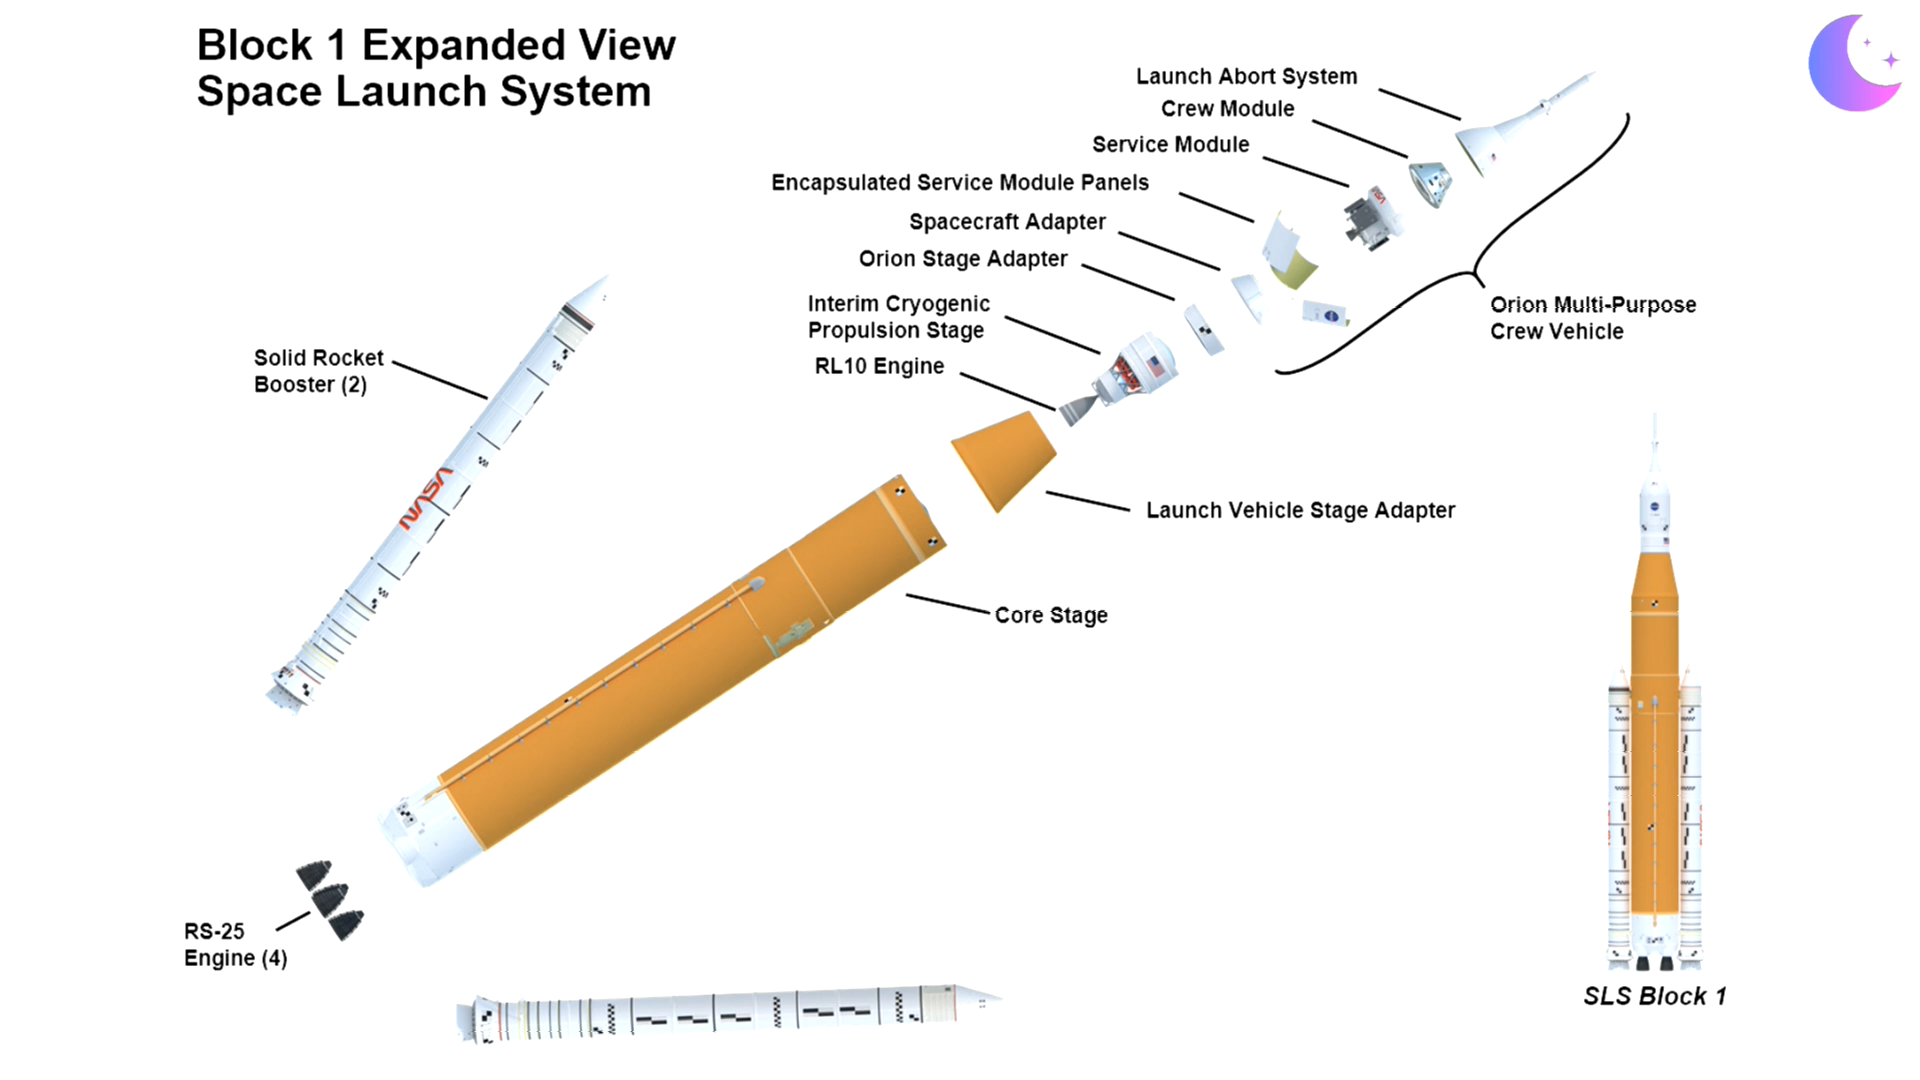 Block 1 Expanded View
Space Launch System
Launch Abort System
Crew Module
Service Module
Encapsulated Service Module Panels
Spacecraft Adapter
Orion Stage Adapter
Interim Cryogenic
Propulsion Stage
RL10 Engine
Orion Multi-Purpose
Crew Vehicle
Solid Rocket
Booster (2)
NASA
Launch Vehicle Stage Adapter
Core Stage
RS-25
Engine (4)
SLS Block 1